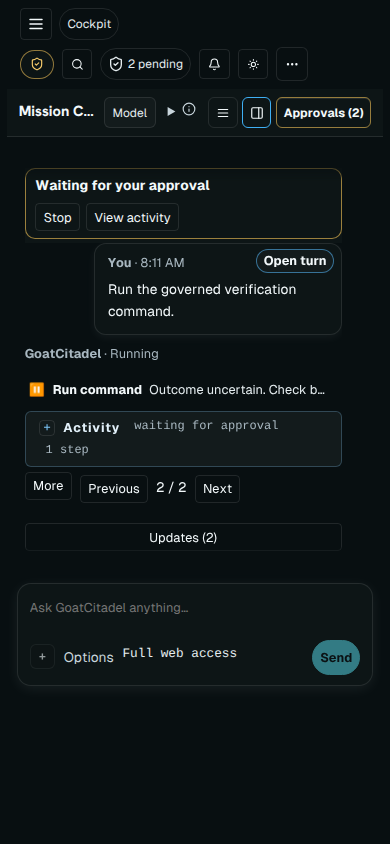 Cockpit
2 pending
Mission C...
Model
Approvals (2)
Waiting for your approval
Stop
View activity
You · 8:11 AM
Open turn
Run the governed verification
command.
GoatCitadel · Running
Run command Outcome uncertain. Check b...
+ Activity waiting for approval
1 step
More
Previous
2 / 2
Next
Updates (2)
Ask GoatCitadel anything...
+ Options Full web access
Send